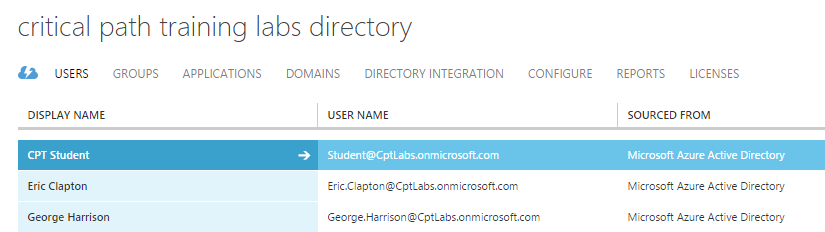 critical path training labs directory
USERS GROUPS APPLICATIONS DOMAINS DIRECTORY INTEGRATION CONFIGURE REPORTS LICENSES
DISPLAY NAME USER NAME SOURCED FROM
CPT Student Student@CptLabs.onmicrosoft.com Microsoft Azure Active Directory
Eric Clapton Eric.Clapton@CptLabs.onmicrosoft.com Microsoft Azure Active Directory
George Harrison George.Harrison@CptLabs.onmicrosoft.com Microsoft Azure Active Directory